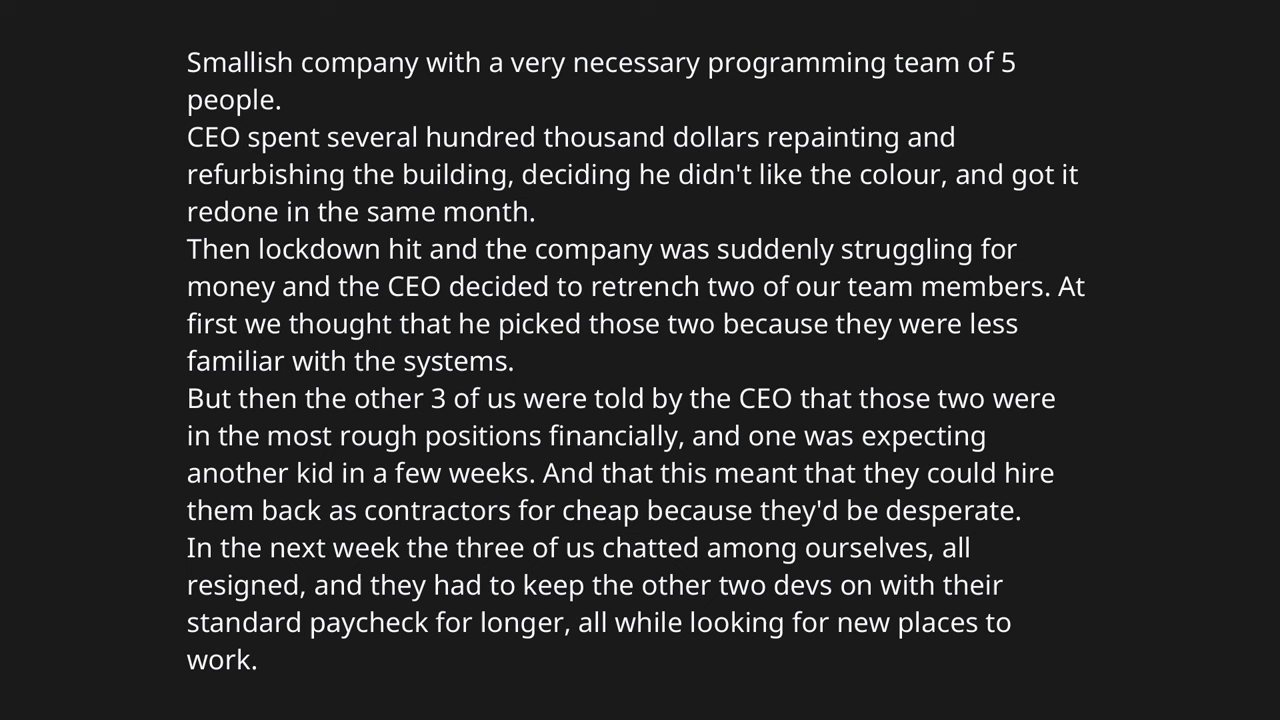 Smallish company with a very necessary programming team of 5
people.
CEO spent several hundred thousand dollars repainting and
refurbishing the building, deciding he didn't like the colour, and got it
redone in the same month.
Then lockdown hit and the company was suddenly struggling for
money and the CEO decided to retrench two of our team members. At
first we thought that he picked those two because they were less
familiar with the systems.
But then the other 3 of us were told by the CEO that those two were
in the most rough positions financially, and one was expecting
another kid in a few weeks. And that this meant that they could hire
them back as contractors for cheap because they'd be desperate.
In the next week the three of us chatted among ourselves, all
resigned, and they had to keep the other two devs on with their
standard paycheck for longer, all while looking for new places to
work.